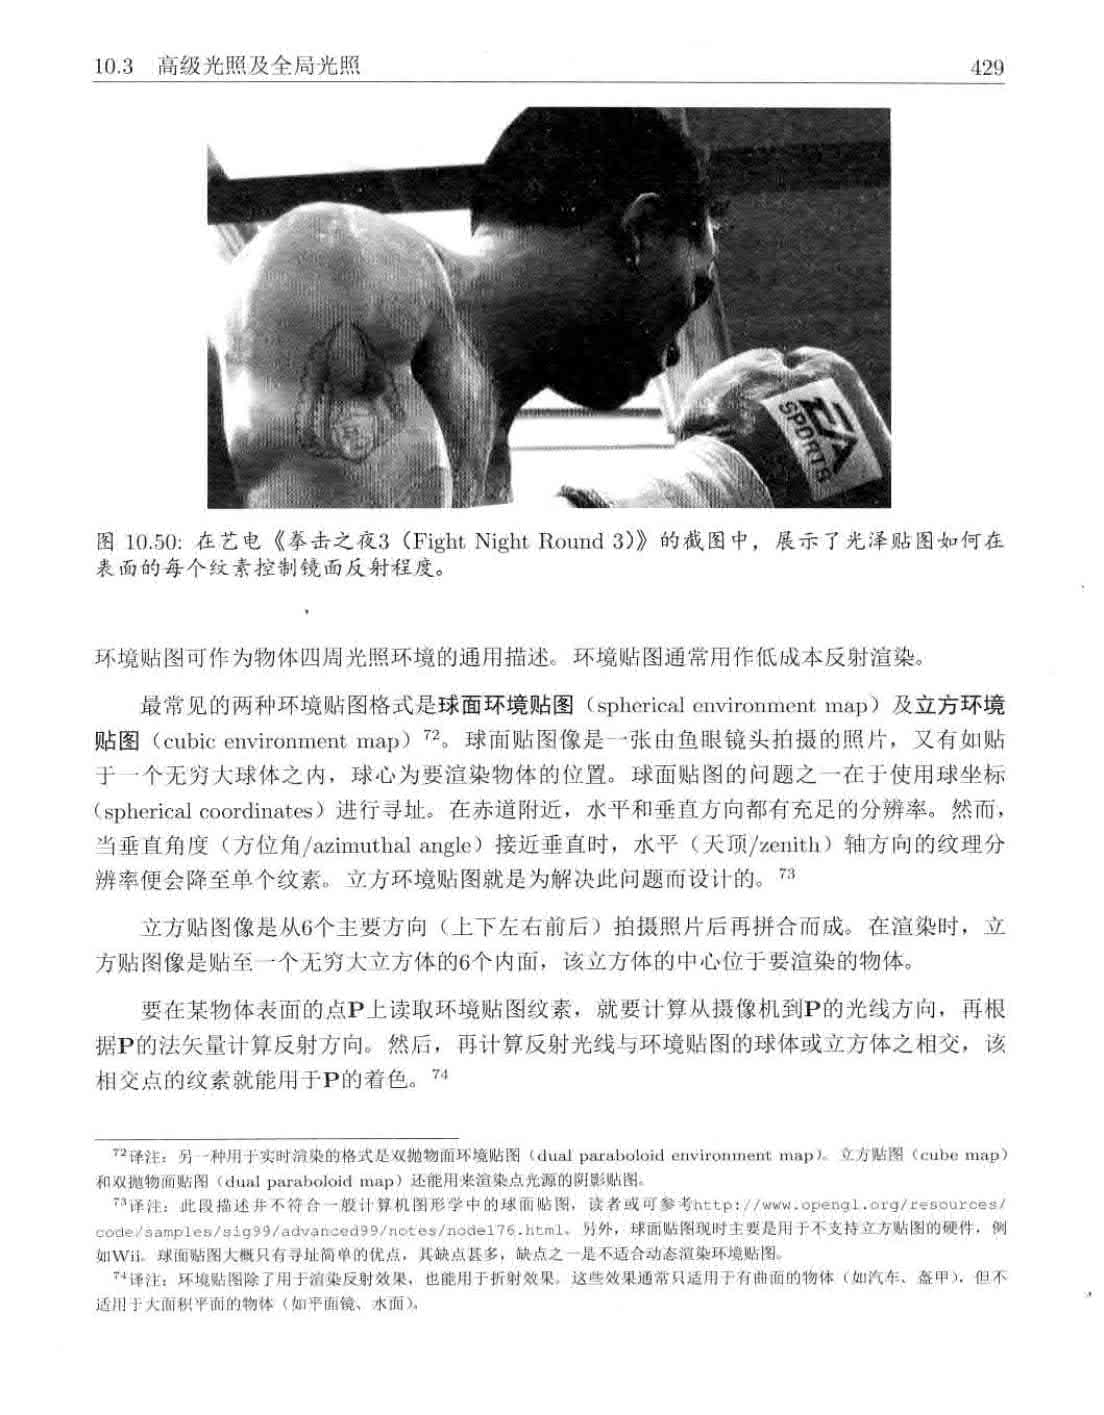 10.3 高级光照及全局光照 429
EA
SPORTS
图 10.50: 在艺电《拳击之夜3（Fight Night Round 3）》的截图中，展示了光泽贴图如何在
表面的每个纹素控制镜面反射程度。
环境贴图可作为物体四周光照环境的通用描述。环境贴图通常用作低成本反射渲染。
最常见的两种环境贴图格式是球面环境贴图（spherical environment map）及立方环境
贴图（cubic environment map）72。球面贴图像是一张由鱼眼镜头拍摄的照片，又有如贴
于一个无穷大球体之内，球心为要渲染物体的位置。球面贴图的问题之一在于使用球坐标
（spherical coordinates）进行寻址。在赤道附近，水平和垂直方向都有充足的分辨率。然而，
当垂直角度（方位角/azimuthal angle）接近垂直时，水平（天顶/zenith）轴方向的纹理分
辨率便会降至单个纹素。立方环境贴图就是为解决此问题而设计的。73
立方贴图像是从6个主要方向（上下左右前后）拍摄照片后再拼合而成。在渲染时，立
方贴图像是贴至一个无穷大立方体的6个内面，该立方体的中心位于要渲染的物体。
要在某物体表面的点P上读取环境贴图纹素，就要计算从摄像机到P的光线方向，再根
据P的法矢量计算反射方向。然后，再计算反射光线与环境贴图的球体或立方体之相交，该
相交点的纹素就能用于P的着色。74
72译注：另一种用于实时渲染的格式是双抛物面环境贴图（dual paraboloid environment map）。立方贴图（cube map）
和双抛物面贴图（dual paraboloid map）还能用来渲染点光源的阴影贴图。
73译注：此段描述并不符合一般计算机图形学中的球面贴图，读者或可参考http://www.opengl.org/resources/
code/samples/sig99/advanced99/notes/node176.html。另外，球面贴图现时主要是用于不支持立方贴图的硬件，例
如Wii。球面贴图大概只有寻址简单的优点，其缺点甚多，缺点之一是不适合动态渲染环境贴图。
74译注：环境贴图除了用于渲染反射效果，也能用于折射效果。这些效果通常只适用于有曲面的物体（如汽车、盔甲），但不
适用于大面积平面的物体（如平面镜、水面）。